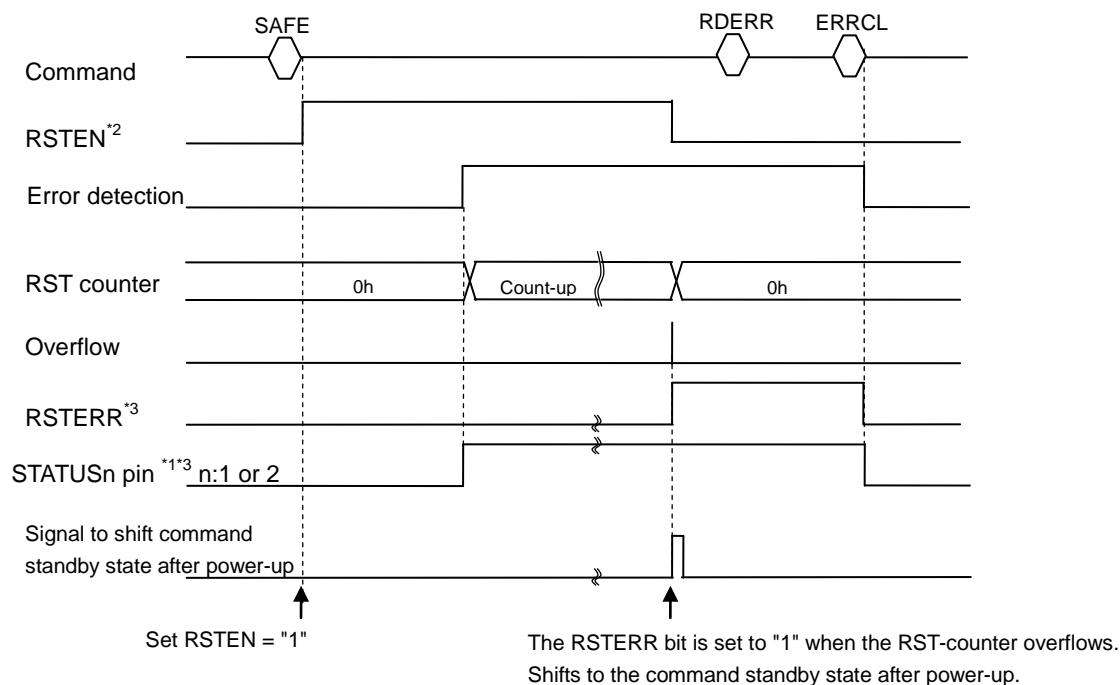 SAFE RDERR ERRCL
Command
RSTEN*2
Error detection
RST counter 0h Count-up 0h
Overflow
RSTERR*3
STATUSn pin *1*3 n:1 or 2
Signal to shift command
standby state after power-up
Set RSTEN = "1"
The RSTERR bit is set to "1" when the RST-counter overflows.
Shifts to the command standby state after power-up.